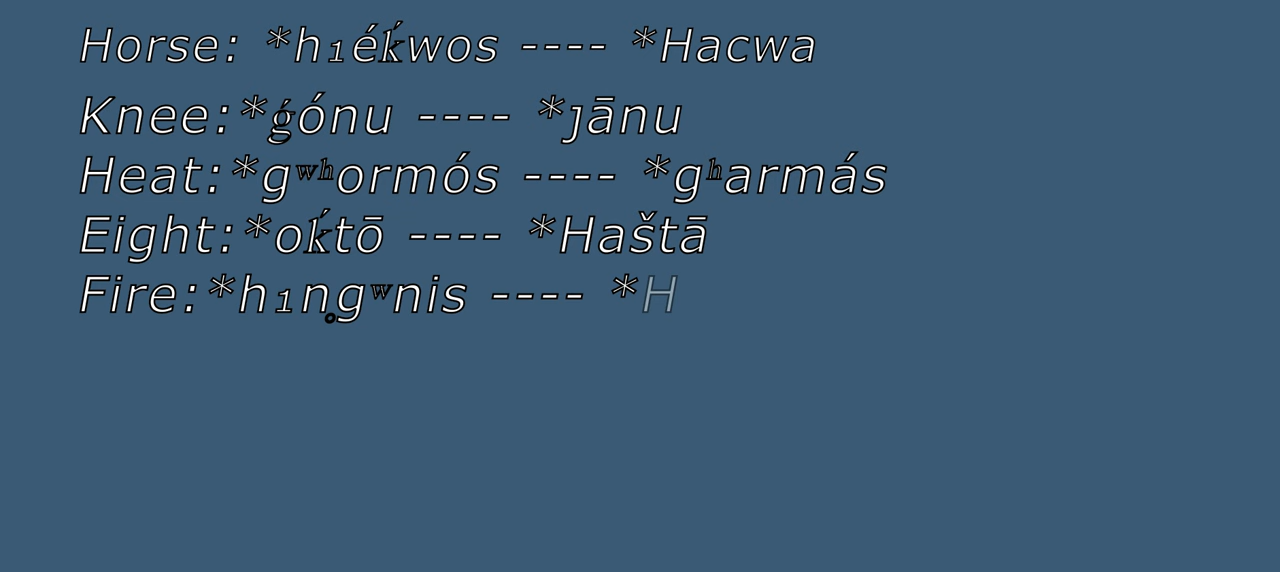 Horse: *h₁éḱwos ---- *Hacwa
Knee:*ǵónu ---- *ȷānu
Heat:*gʷʰormós ---- *gʰarmás
Eight:*oḱtō ---- *Haštā
Fire:*h₁n̥gʷnis ---- *H